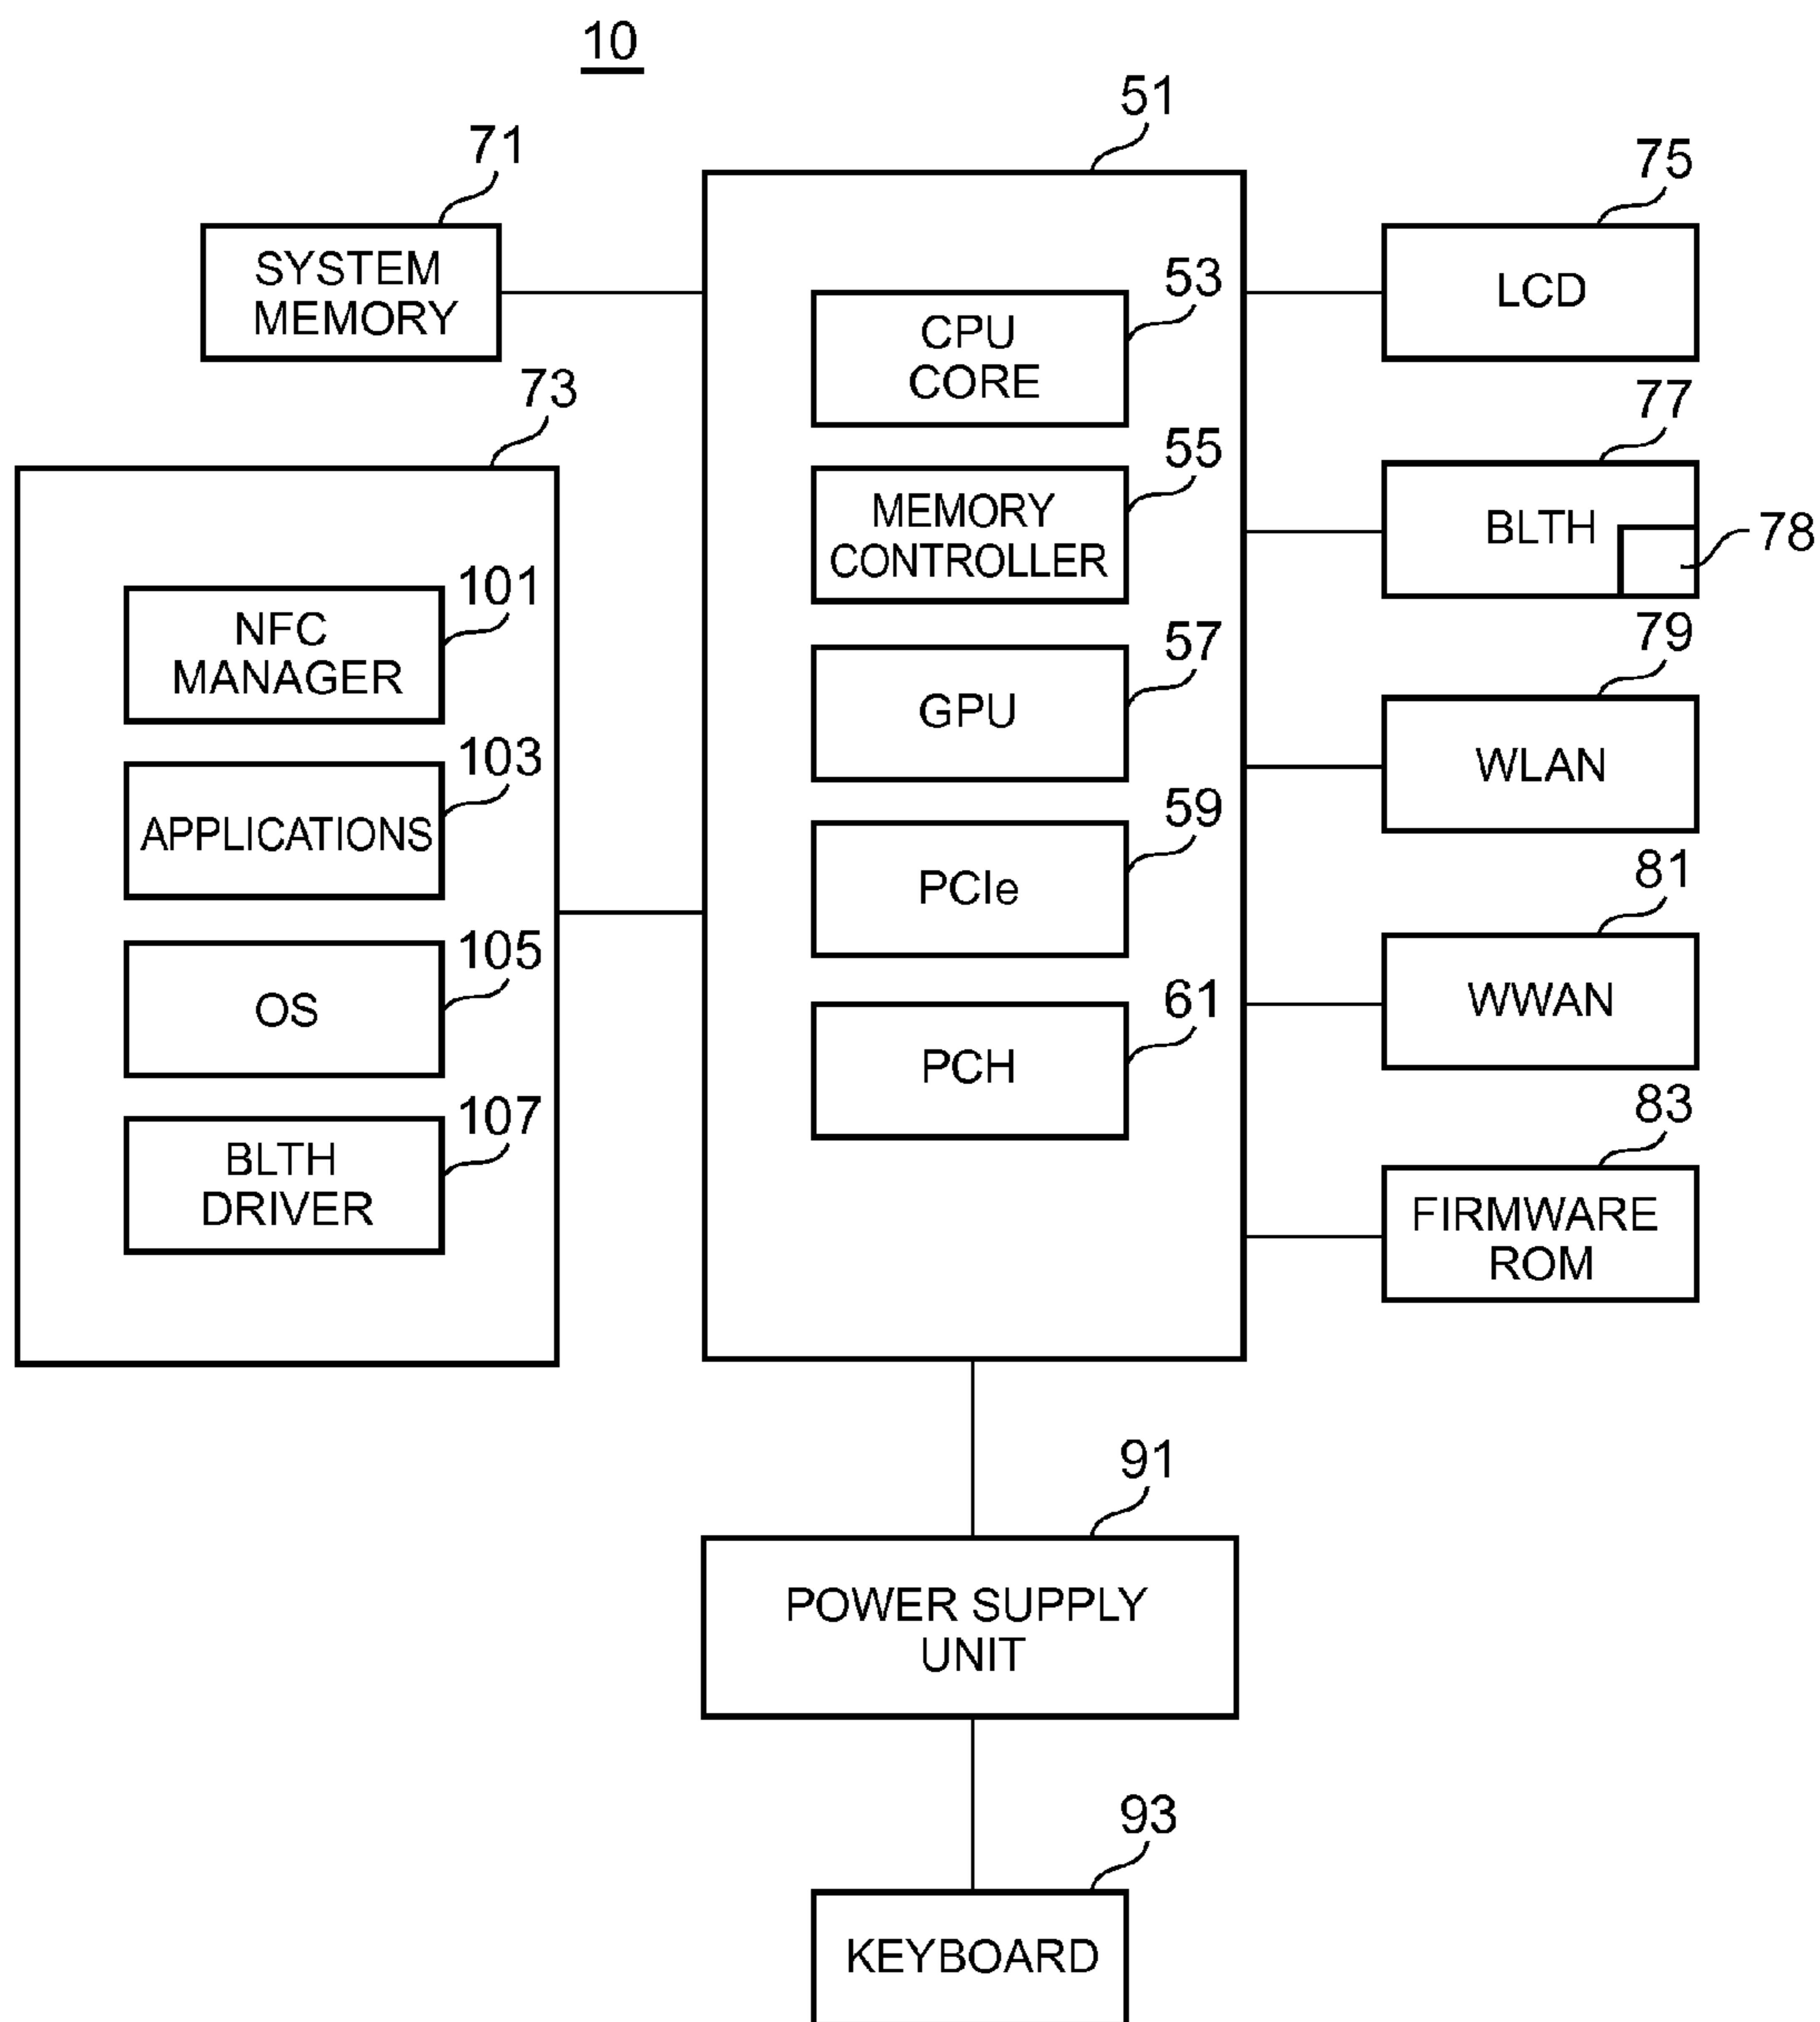 10
51
71
SYSTEM
MEMORY
75
LCD
53
CPU
CORE
73
77
BLTH
78
55
MEMORY
CONTROLLER
101
NFC
MANAGER
57
GPU
79
WLAN
103
APPLICATIONS
59
PCIe
81
WWAN
105
OS
61
PCH
83
FIRMWARE
ROM
107
BLTH
DRIVER
91
POWER SUPPLY
UNIT
93
KEYBOARD